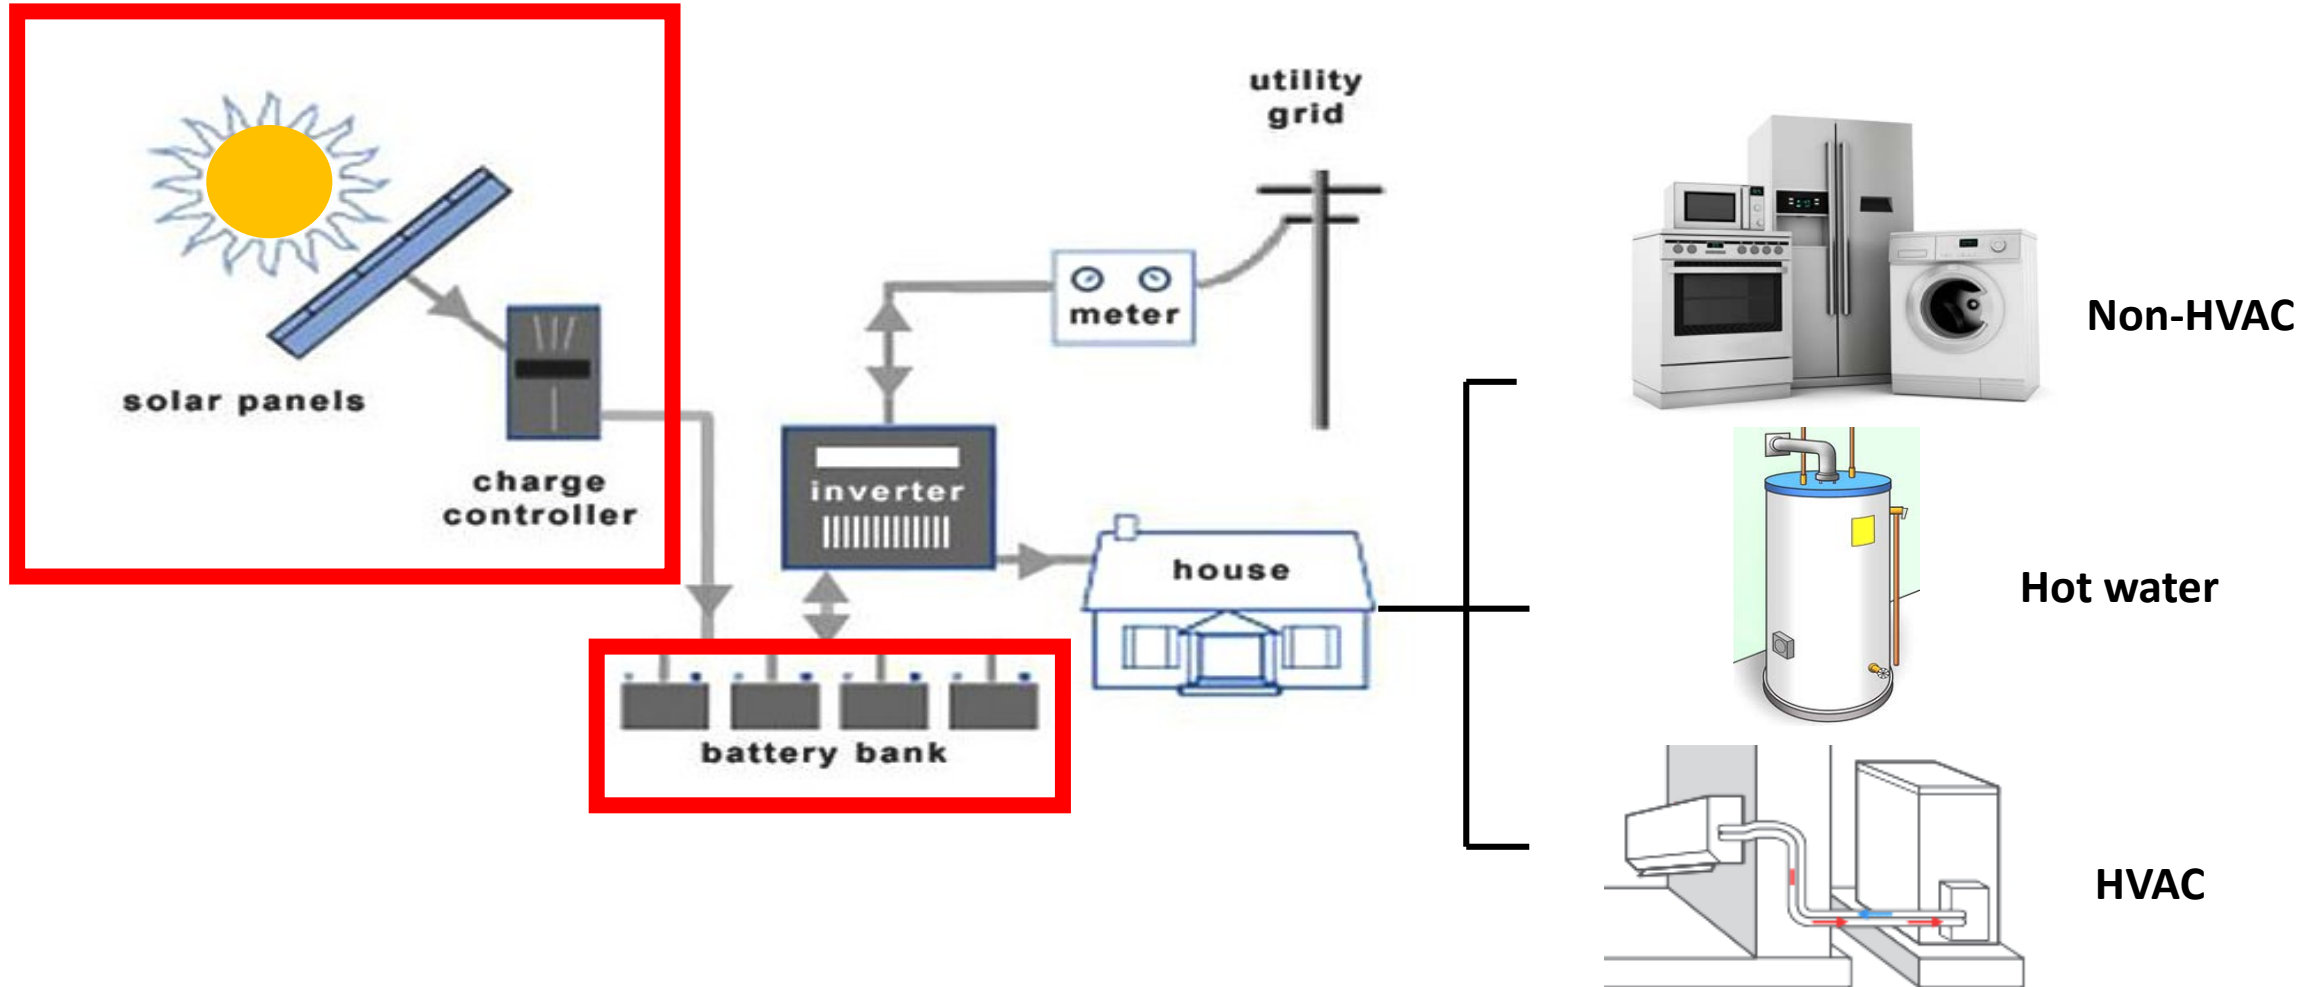 utility
grid
meter
Non-HVAC
solar panels
charge
controller
inverter
house
Hot water
battery bank
HVAC